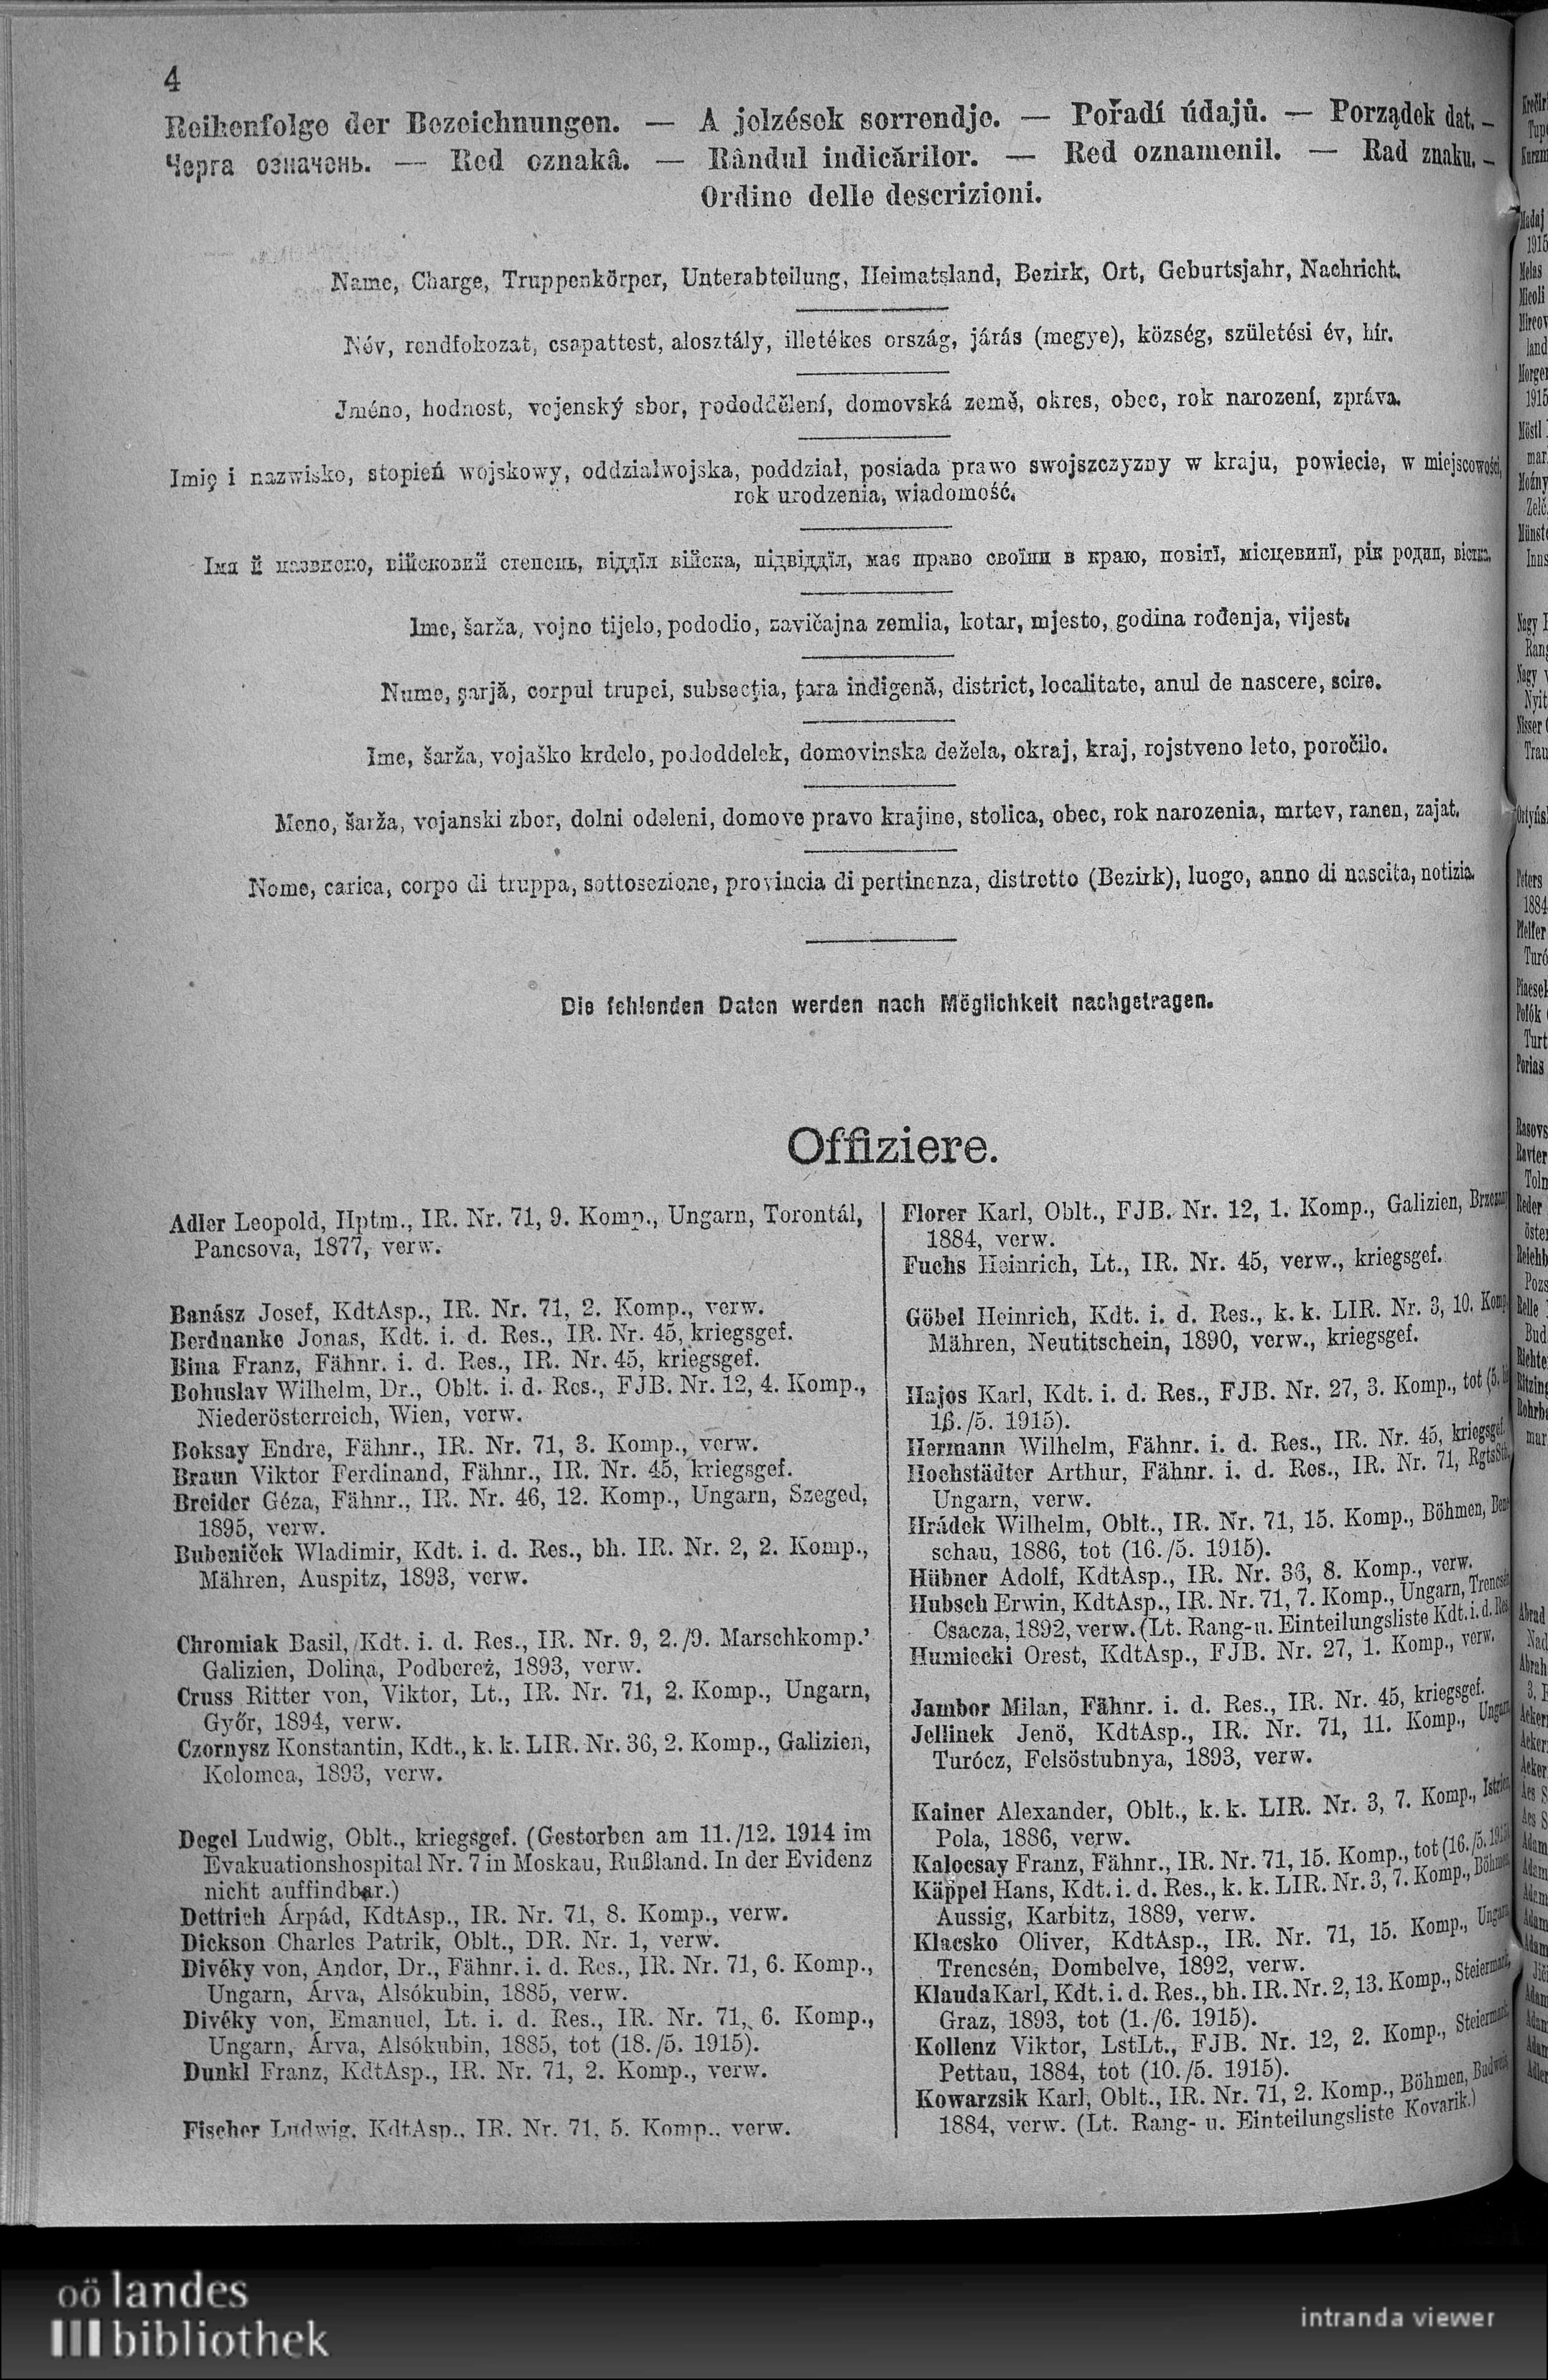 4
Reihenfolge der Bezeichnungen. — A jelzések sorrendje. — Pořadí údajů. — Porządek dat. —
Черга означень. — Red oznakâ. — Rândul indicărilor. — Red oznamenil. — Rad znaku. —
Ordine delle descrizioni.
Name, Charge, Truppenkörper, Unterabteilung, Heimatsland, Bezirk, Ort, Geburtsjahr, Nachricht.
Név, rendfokozat, csapattest, alosztály, illetékes ország, járás (megye), község, születési év, hír.
Jméno, hodnost, vojenský sbor, pododdělení, domovská země, okres, obec, rok narození, zpráva.
Imię i nazwisko, stopień wojskowy, oddziałwojska, poddział, posiada prawo swojszczyzny w kraju, powiecie, w miejscowości,
rok urodzenia, wiadomość.
Імя й назвиско, військовий степень, віддїл війска, підвіддїл, має право своїни в краю, повітї, місцевинї, рік родин, вістка.
Ime, šarža, vojno tijelo, pododio, zavičajna zemlia, kotar, mjesto, godina rođenja, vijest.
Nume, șarjă, corpul trupei, subsecția, țara indigenă, district, localitate, anul de nascere, scire.
Ime, šarža, vojaško krdelo, pododdelek, domovinska dežela, okraj, kraj, rojstveno leto, poročilo.
Meno, šarža, vojanski zbor, dolni odeleni, domove pravo krajine, stolica, obec, rok narozenia, mrtev, ranen, zajat.
Nome, carica, corpo di truppa, sottosezione, provincia di pertinenza, distretto (Bezirk), luogo, anno di nascita, notizia.
Die fehlenden Daten werden nach Möglichkeit nachgetragen.
Offiziere.
Adler Leopold, Hptm., IR. Nr. 71, 9. Komp., Ungarn, Torontál,
Pancsova, 1877, verw.
Banász Josef, KdtAsp., IR. Nr. 71, 2. Komp., verw.
Berdnanko Jonas, Kdt. i. d. Res., IR. Nr. 45, kriegsgef.
Bina Franz, Fähnr. i. d. Res., IR. Nr. 45, kriegsgef.
Bohuslav Wilhelm, Dr., Oblt. i. d. Res., FJB. Nr. 12, 4. Komp.,
Niederösterreich, Wien, verw.
Boksay Endre, Fähnr., IR. Nr. 71, 3. Komp., verw.
Braun Viktor Ferdinand, Fähnr., IR. Nr. 45, kriegsgef.
Breider Géza, Fähnr., IR. Nr. 46, 12. Komp., Ungarn, Szeged,
1895, verw.
Bubeniček Wladimir, Kdt. i. d. Res., bh. IR. Nr. 2, 2. Komp.,
Mähren, Auspitz, 1893, verw.
Chromiak Basil, Kdt. i. d. Res., IR. Nr. 9, 2./9. Marschkomp.'
Galizien, Dolina, Podbereż, 1893, verw.
Cruss Ritter von, Viktor, Lt., IR. Nr. 71, 2. Komp., Ungarn,
Győr, 1894, verw.
Czornysz Konstantin, Kdt., k. k. LIR. Nr. 36, 2. Komp., Galizien,
Kolomea, 1893, verw.
Degel Ludwig, Oblt., kriegsgef. (Gestorben am 11./12. 1914 im
Evakuationshospital Nr. 7 in Moskau, Rußland. In der Evidenz
nicht auffindbar.)
Dettrich Árpád, KdtAsp., IR. Nr. 71, 8. Komp., verw.
Dickson Charles Patrik, Oblt., DR. Nr. 1, verw.
Divéky von, Andor, Dr., Fähnr. i. d. Res., IR. Nr. 71, 6. Komp.,
Ungarn, Árva, Alsókubin, 1885, verw.
Divéky von, Emanuel, Lt. i. d. Res., IR. Nr. 71, 6. Komp.,
Ungarn, Árva, Alsókubin, 1885, tot (18./5. 1915).
Dunkl Franz, KdtAsp., IR. Nr. 71, 2. Komp., verw.
Fischer Ludwig, KdtAsp., IR. Nr. 71, 5. Komp., verw.
Florer Karl, Oblt., FJB. Nr. 12, 1. Komp., Galizien,
1884, verw.
Fuchs Heinrich, Lt., IR. Nr. 45, verw., kriegsgef.
Göbel Heinrich, Kdt. i. d. Res., k. k. LIR. Nr. 3, 10. Komp.
Mähren, Neutitschein, 1890, verw., kriegsgef.
Hajos Karl, Kdt. i. d. Res., FJB. Nr. 27, 3. Komp., tot (5.
16./5. 1915).
Hermann Wilhelm, Fähnr. i. d. Res., IR. Nr. 45, kriegsgef.
Hochstädter Arthur, Fähnr. i. d. Res., IR. Nr. 71,
Ungarn, verw.
Hrádek Wilhelm, Oblt., IR. Nr. 71, 15. Komp., Böhmen, Bene
schau, 1886, tot (16./5. 1915).
Hübner Adolf, KdtAsp., IR. Nr. 36, 8. Komp., verw.
Hubsch Erwin, KdtAsp., IR. Nr. 71, 7. Komp., Ungarn,
Csácza, 1892, verw. (Lt. Rang- u. Einteilungsliste Kdt. i. d. Res
Humiecki Orest, KdtAsp., FJB. Nr. 27, 1. Komp., verw.
Jambor Milan, Fähnr. i. d. Res., IR. Nr. 45, kriegsgef.
Jellinek Jenö, KdtAsp., IR. Nr. 71, 11. Komp., Ungarn
Turócz, Felsöstubnya, 1893, verw.
Kainer Alexander, Oblt., k. k. LIR. Nr. 3, 7. Komp., Istrien
Pola, 1886, verw.
Kalocsay Franz, Fähnr., IR. Nr. 71, 15. Komp., tot (16./5. 1915)
Käppel Hans, Kdt. i. d. Res., k. k. LIR. Nr. 3, 7. Komp., Böhmen
Aussig, Karbitz, 1889, verw.
Klacsko Oliver, KdtAsp., IR. Nr. 71, 15. Komp., Ungarn
Trencsén, Dombelve, 1892, verw.
Klauda Karl, Kdt. i. d. Res., bh. IR. Nr. 2, 13. Komp., Steiermark,
Graz, 1893, tot (1./6. 1915).
Kollenz Viktor, LstLt., FJB. Nr. 12, 2. Komp., Steiermark
Pettau, 1884, tot (10./5. 1915).
Kowarzsik Karl, Oblt., IR. Nr. 71, 2. Komp., Böhmen, Budweis
1884, verw. (Lt. Rang- u. Einteilungsliste Kovarik.)
oö landes
bibliothek
intranda viewer